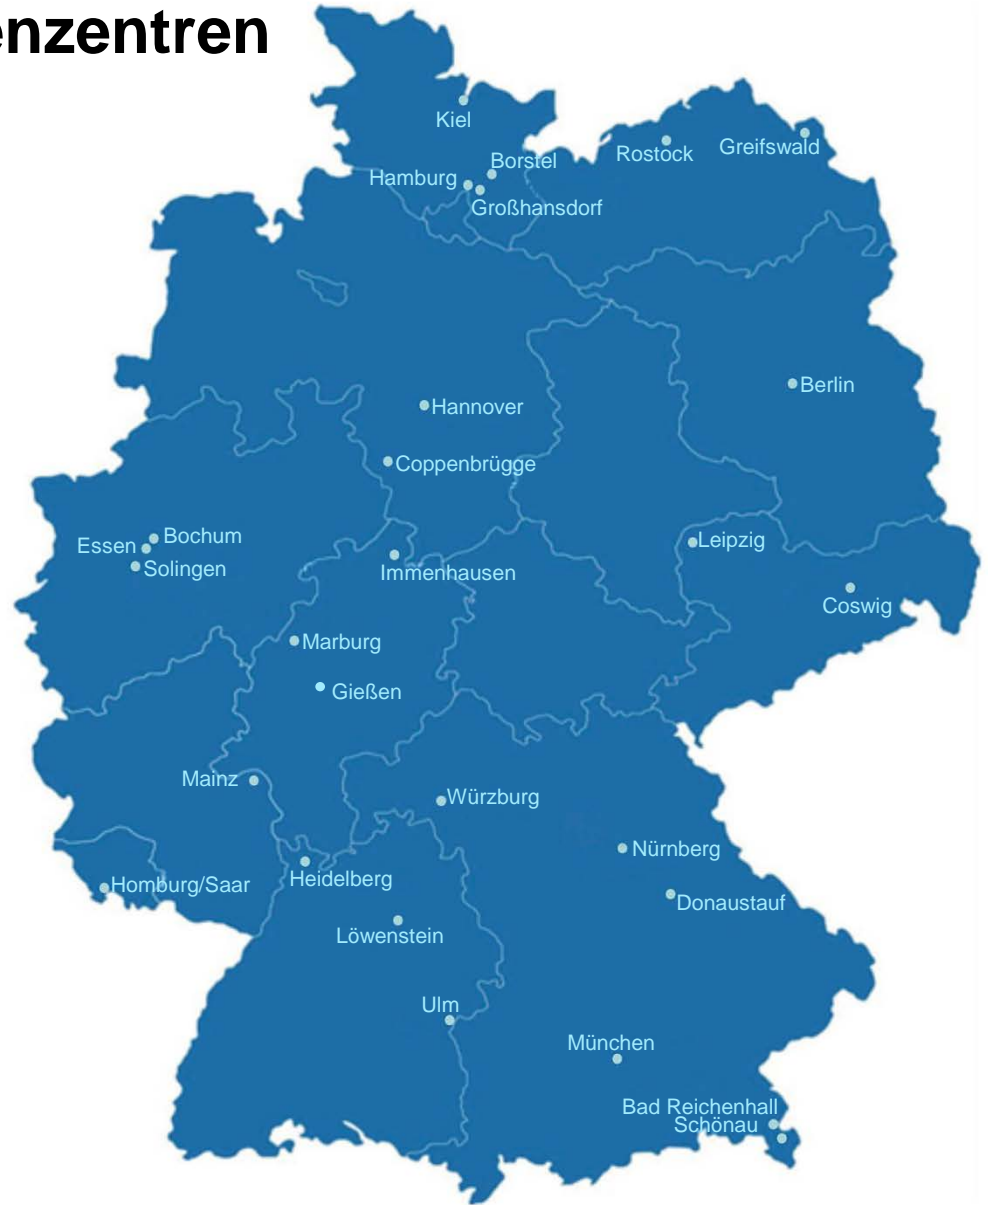 enzentren
Kiel
Borstel
Rostock
Greifswald
Hamburg
Großhansdorf
Berlin
Hannover
Coppenbrügge
Bochum
Essen
Solingen
Leipzig
Immenhausen
Coswig
Marburg
Gießen
Mainz
Würzburg
Nürnberg
Heidelberg
Homburg/Saar
Donaustauf
Löwenstein
Ulm
München
Bad Reichenhall
Schönau